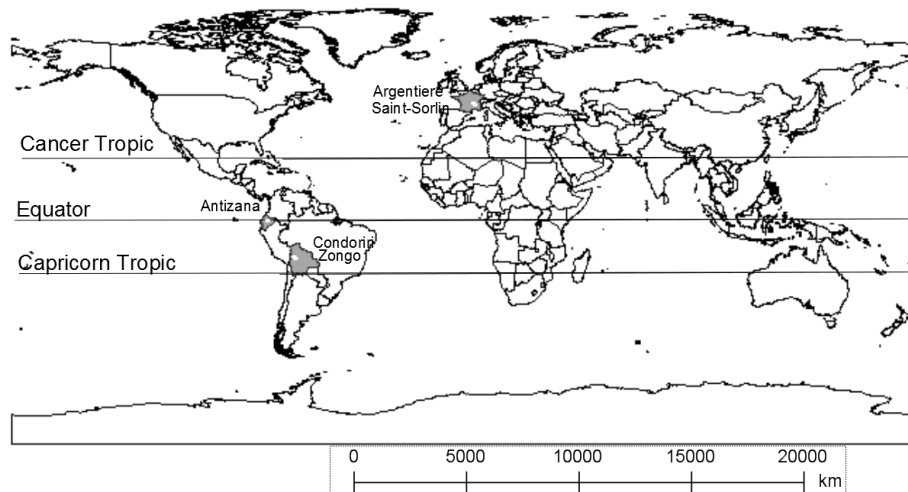 Argentiere
Saint-Sorlin
Cancer Tropic
Antizana
Equator
Condoriri
Zongo
Capricorn Tropic
0 5000 10000 15000 20000
km